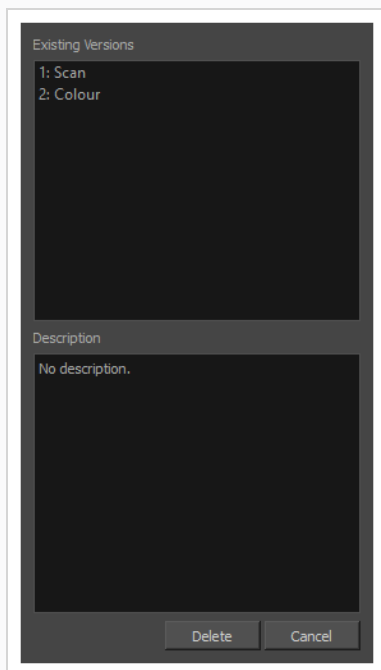 Existing Versions
1: Scan
2: Colour
Description
No description.
Delete
Cancel